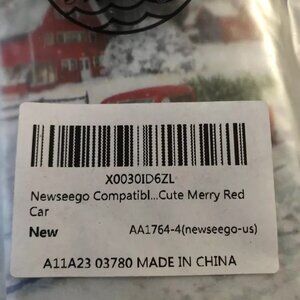 X0030ID6ZL
Newseego Compatibl...Cute Merry Red
Car
New AA1764-4(newseego-us)
A11A23 03780 MADE IN CHINA